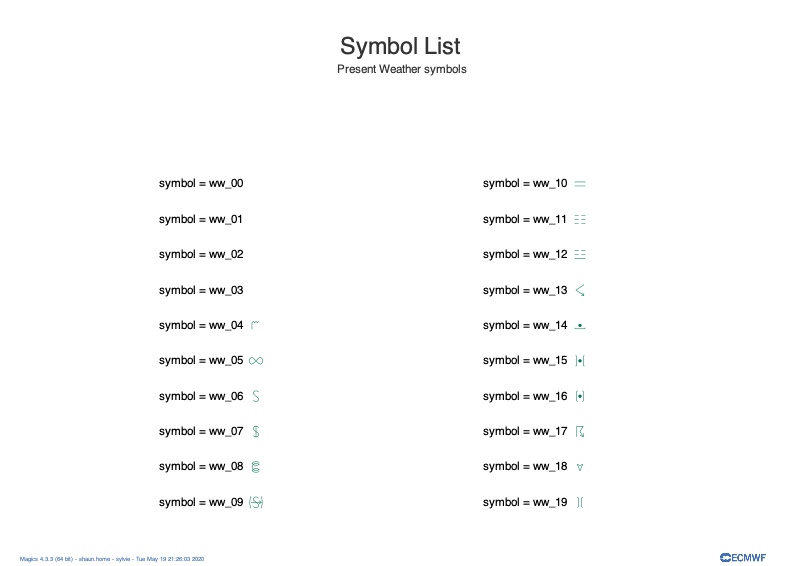 Symbol List
Present Weather symbols
symbol = ww_00
symbol = ww_01
symbol = ww_02
symbol = ww_03
symbol = ww_04
symbol = ww_05
symbol = ww_06
symbol = ww_07
symbol = ww_08
symbol = ww_09
symbol = ww_10
symbol = ww_11
symbol = ww_12
symbol = ww_13
symbol = ww_14
symbol = ww_15
symbol = ww_16
symbol = ww_17
symbol = ww_18
symbol = ww_19
Magics 4.3.3 (64 bit) - shaun.home - sylvie - Tue May 19 21:28:03 2020
ECMWF